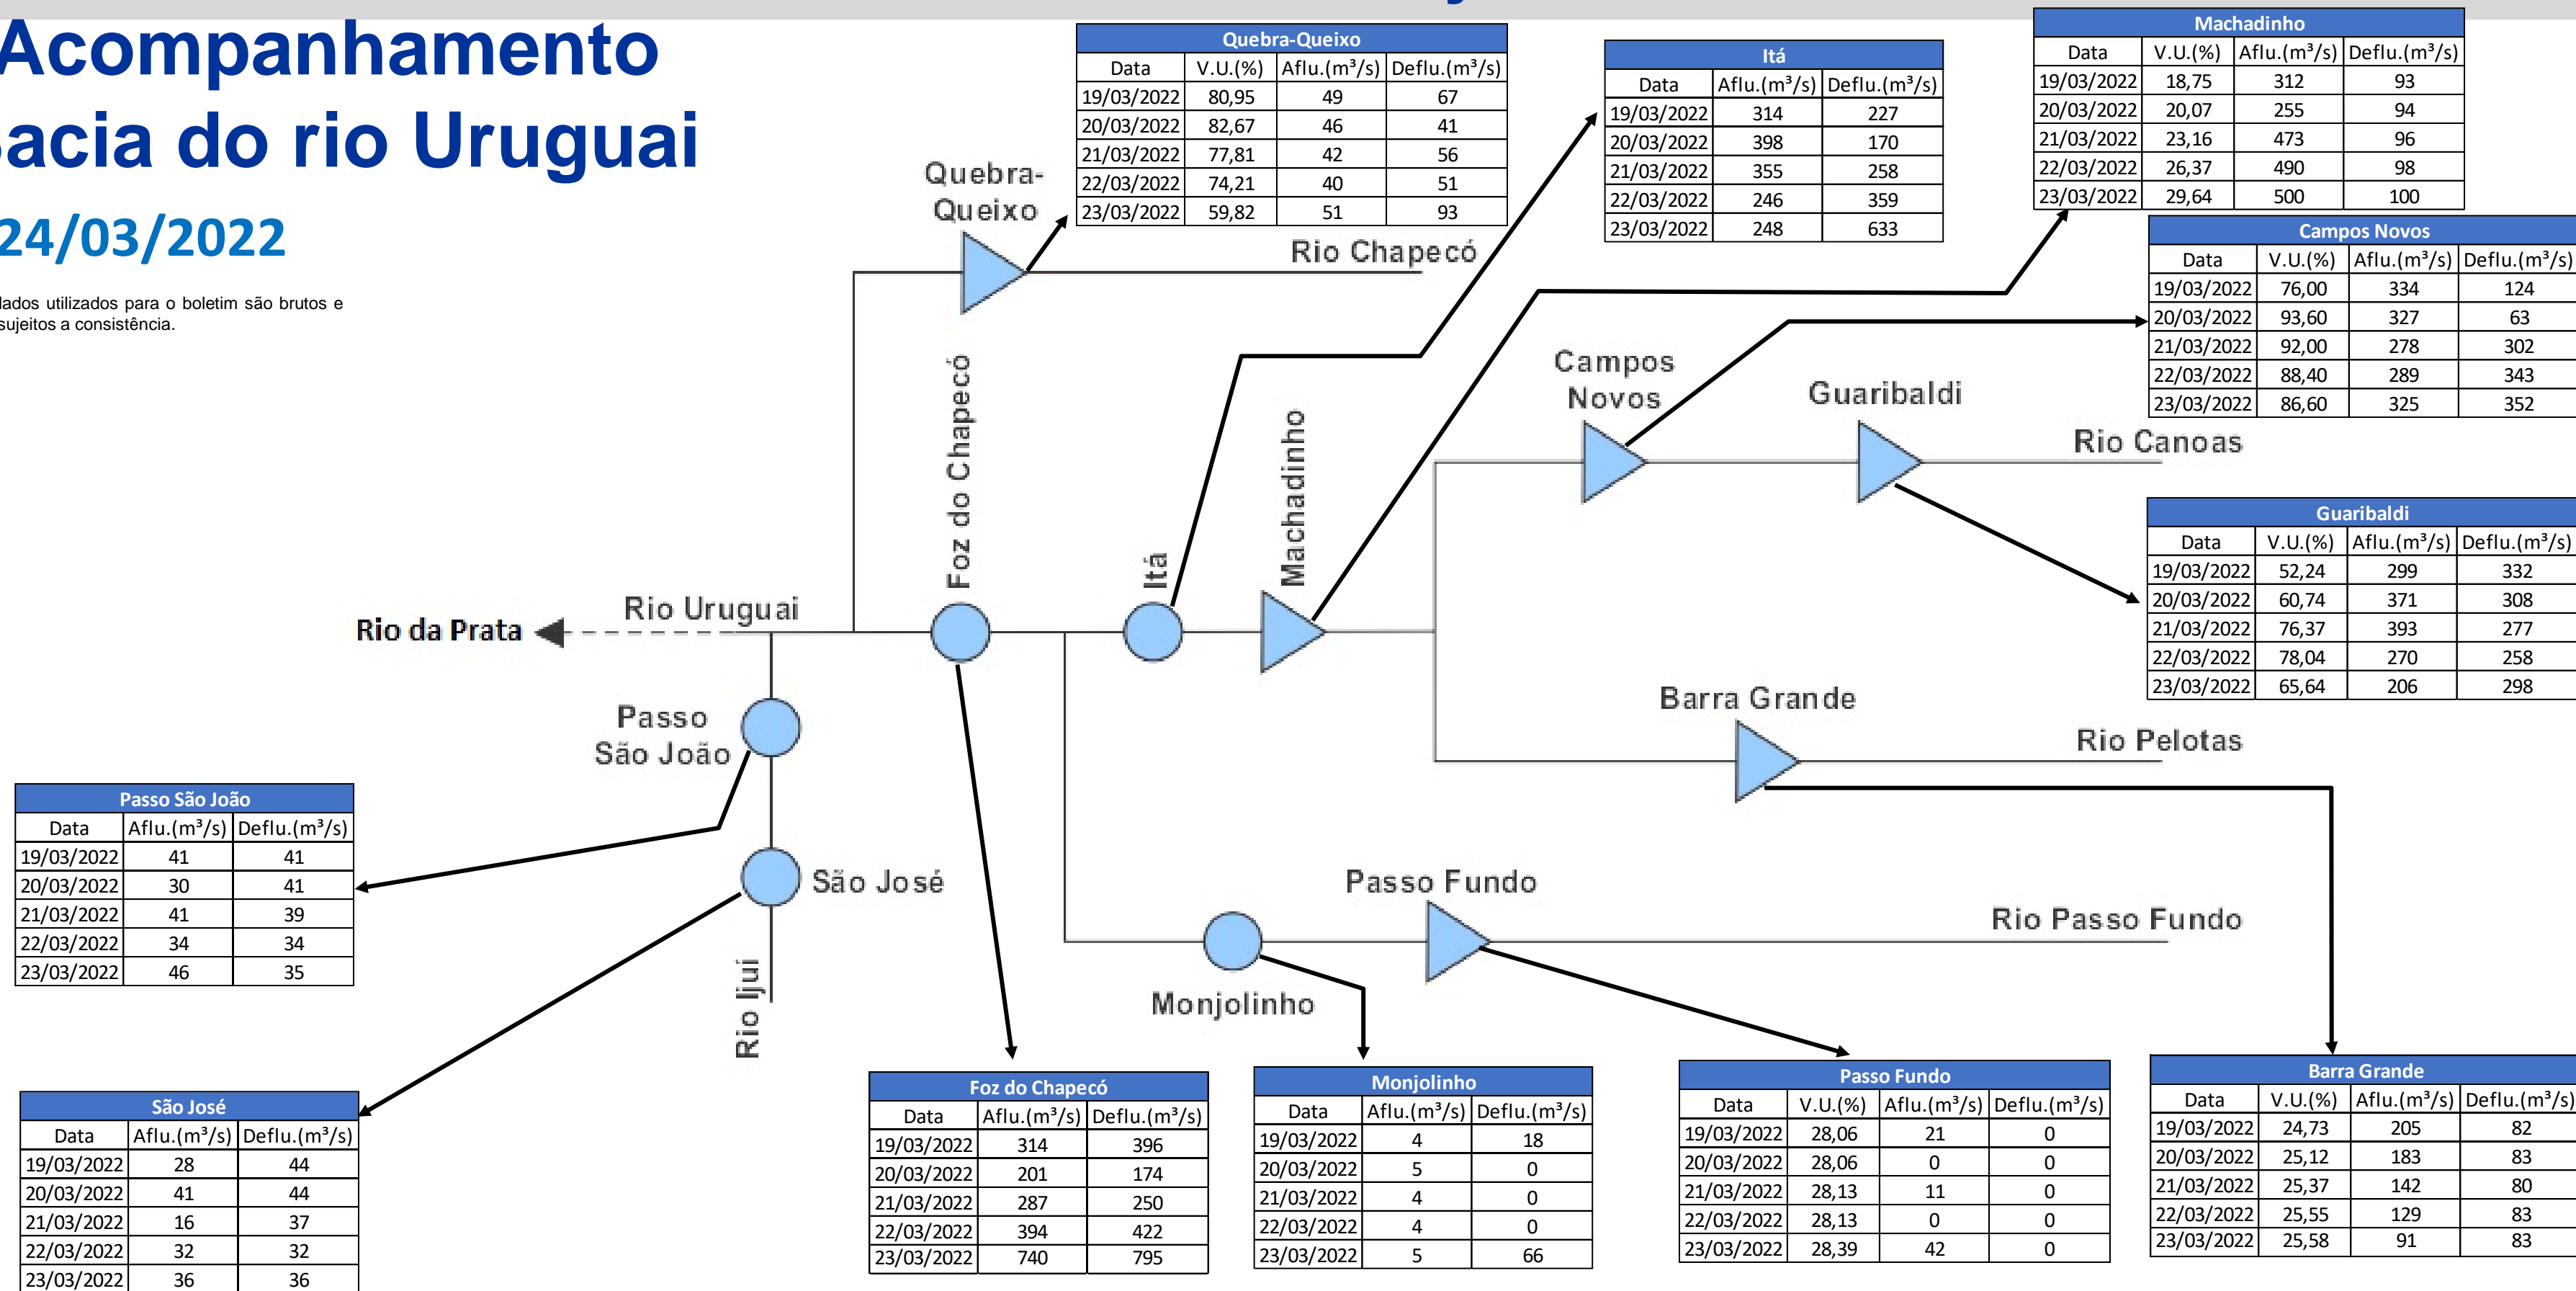 Acompanhamento
Bacia do rio Uruguai
24/03/2022
dados utilizados para o boletim são brutos e
sujeitos a consistência.
Quebra-Queixo
Data V.U.(%) Aflu.(m³/s) Deflu.(m³/s)
19/03/2022 80,95 49 67
20/03/2022 82,67 46 41
21/03/2022 77,81 42 56
22/03/2022 74,21 40 51
23/03/2022 59,82 51 93
Itá
Data Aflu.(m³/s) Deflu.(m³/s)
19/03/2022 314 227
20/03/2022 398 170
21/03/2022 355 258
22/03/2022 246 359
23/03/2022 248 633
Machadinho
Data V.U.(%) Aflu.(m³/s) Deflu.(m³/s)
19/03/2022 18,75 312 93
20/03/2022 20,07 255 94
21/03/2022 23,16 473 96
22/03/2022 26,37 490 98
23/03/2022 29,64 500 100
Campos Novos
Data V.U.(%) Aflu.(m³/s) Deflu.(m³/s)
19/03/2022 76,00 334 124
20/03/2022 93,60 327 63
21/03/2022 92,00 278 302
22/03/2022 88,40 289 343
23/03/2022 86,60 325 352
Quebra-
Queixo
Rio Chapecó
Foz do Chapecó
Itá
Machadinho
Campos
Novos
Guaribaldi
Rio Canoas
Guaribaldi
Data V.U.(%) Aflu.(m³/s) Deflu.(m³/s)
19/03/2022 52,24 299 332
20/03/2022 60,74 371 308
21/03/2022 76,37 393 277
22/03/2022 78,04 270 258
23/03/2022 65,64 206 298
Rio da Prata
Rio Uruguai
Passo
São João
Barra Grande
Rio Pelotas
São José
Rio Ijuí
Passo Fundo
Rio Passo Fundo
Monjolinho
Passo São João
Data Aflu.(m³/s) Deflu.(m³/s)
19/03/2022 41 41
20/03/2022 30 41
21/03/2022 41 39
22/03/2022 34 34
23/03/2022 46 35
São José
Data Aflu.(m³/s) Deflu.(m³/s)
19/03/2022 28 44
20/03/2022 41 44
21/03/2022 16 37
22/03/2022 32 32
23/03/2022 36 36
Foz do Chapecó
Data Aflu.(m³/s) Deflu.(m³/s)
19/03/2022 314 396
20/03/2022 201 174
21/03/2022 287 250
22/03/2022 394 422
23/03/2022 740 795
Monjolinho
Data Aflu.(m³/s) Deflu.(m³/s)
19/03/2022 4 18
20/03/2022 5 0
21/03/2022 4 0
22/03/2022 4 0
23/03/2022 5 66
Passo Fundo
Data V.U.(%) Aflu.(m³/s) Deflu.(m³/s)
19/03/2022 28,06 21 0
20/03/2022 28,06 0 0
21/03/2022 28,13 11 0
22/03/2022 28,13 0 0
23/03/2022 28,39 42 0
Barra Grande
Data V.U.(%) Aflu.(m³/s) Deflu.(m³/s)
19/03/2022 24,73 205 82
20/03/2022 25,12 183 83
21/03/2022 25,37 142 80
22/03/2022 25,55 129 83
23/03/2022 25,58 91 83